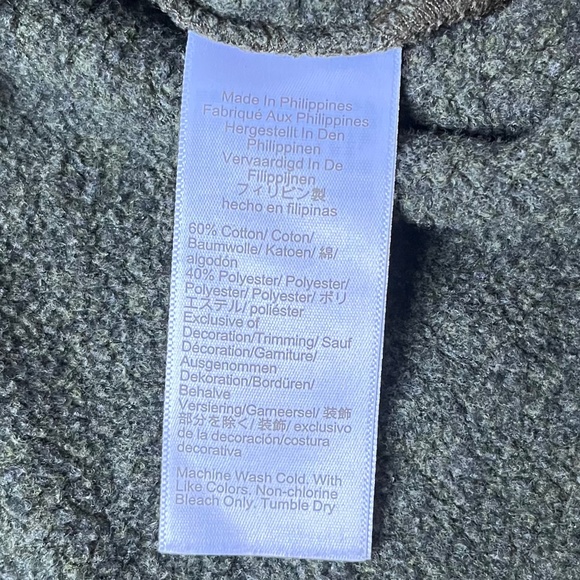 Made In Philippines
Fabriqué Aux Philippines
Hergestellt In Den
Philippinen
Vervaardigd In De
Filippijnen
フィリピン製
hecho en filipinas
60% Cotton/ Coton/
Baumwolle/ Katoen/ 綿/
algodón
40% Polyester/ Polyester/
Polyester/ Polyester/ ポリ
エステル/ poliéster
Exclusive of
Decoration/Trimming/ Sauf
Décoration/Garniture/
Ausgenommen
Dekoration/Bordüren/
Behalve
Versiering/Garneersel/ 装飾
部分を除く/ 装飾/ exclusivo
de la decoración/costura
decorativa
Machine Wash Cold. With
Like Colors. Non-chlorine
Bleach Only. Tumble Dry